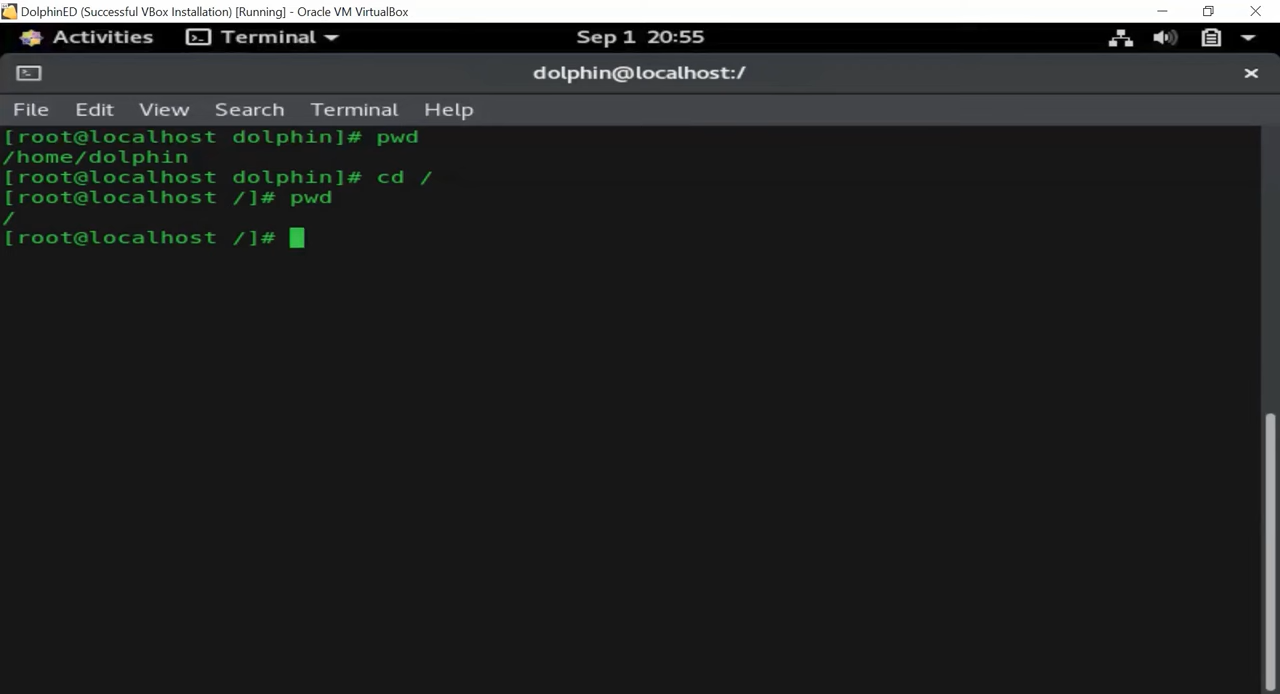 DolphinED (Successful VBox Installation) [Running] - Oracle VM VirtualBox
Activities Terminal Sep 1 20:55
dolphin@localhost:/
File Edit View Search Terminal Help
[root@localhost dolphin]# pwd
/home/dolphin
[root@localhost dolphin]# cd /
[root@localhost /]# pwd
/
[root@localhost /]#